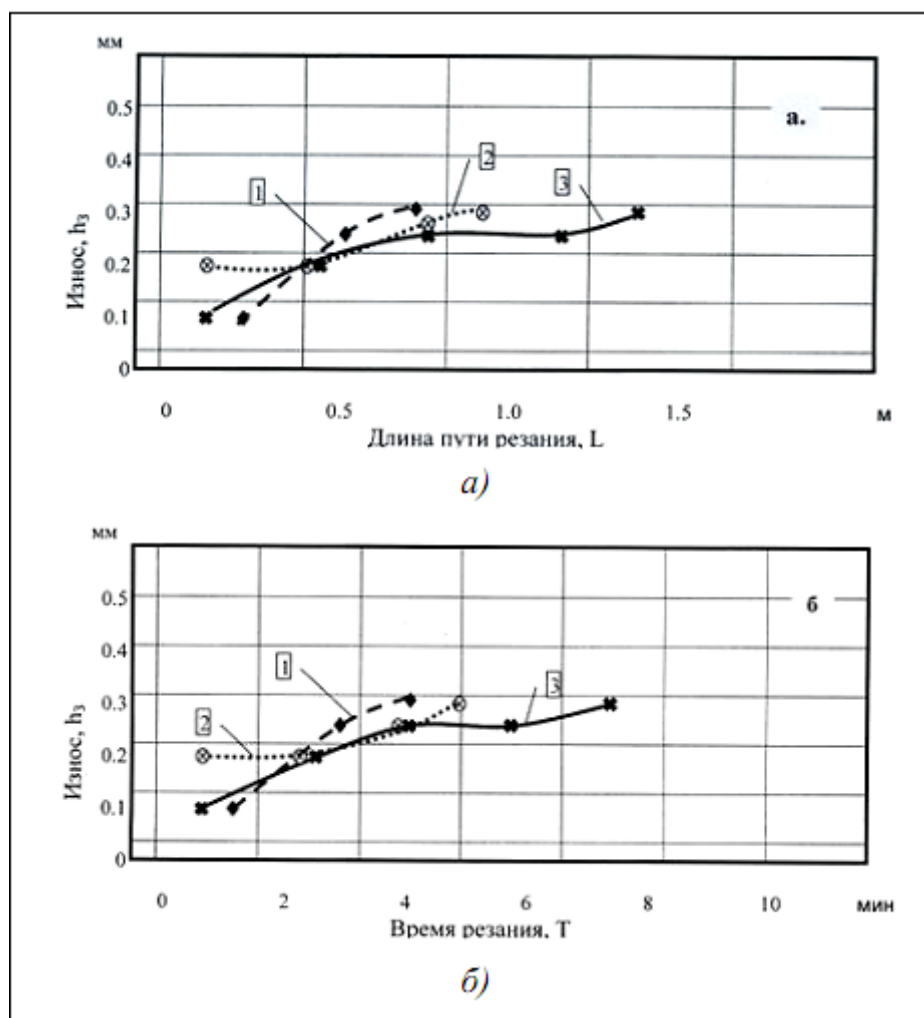 мм
0.5
0.4
0.3
0.2
0.1
0
Износ, h₃
1
2
3
а.
0 0.5 1.0 1.5 м
Длина пути резания, L
а)
мм
0.5
0.4
0.3
0.2
0.1
0
Износ, h₃
1
2
3
б
0 2 4 6 8 10 мин
Время резания, T
б)